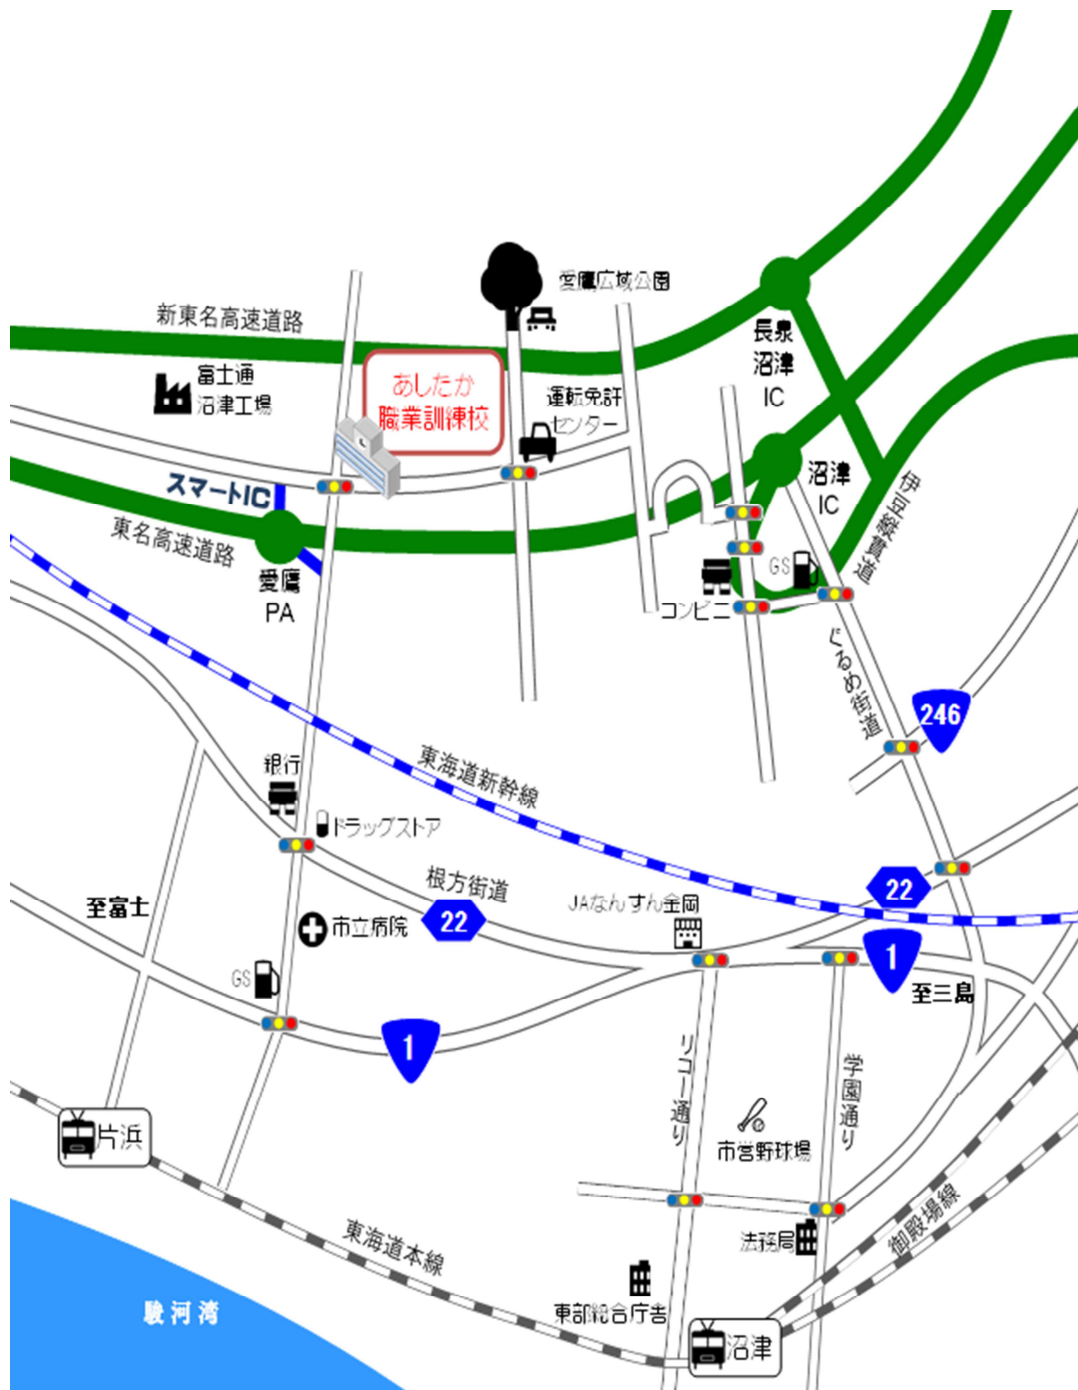 愛鷹広域公園
新東名高速道路
長泉
沼津
IC
富士通
沼津工場
あしたか
職業訓練校
運転免許
センター
スマートIC
沼津
IC
東名高速道路
伊豆縦貫道
愛鷹
PA
GS
コンビニ
ぐるめ街道
246
銀行
東海道新幹線
ドラッグストア
根方街道
22
22
至富士
市立病院
JAなんすん金岡
1
至三島
GS
1
リコー通り
学園通り
片浜
市営野球場
東海道本線
御殿場線
法務局
駿河湾
東部総合庁舎
沼津